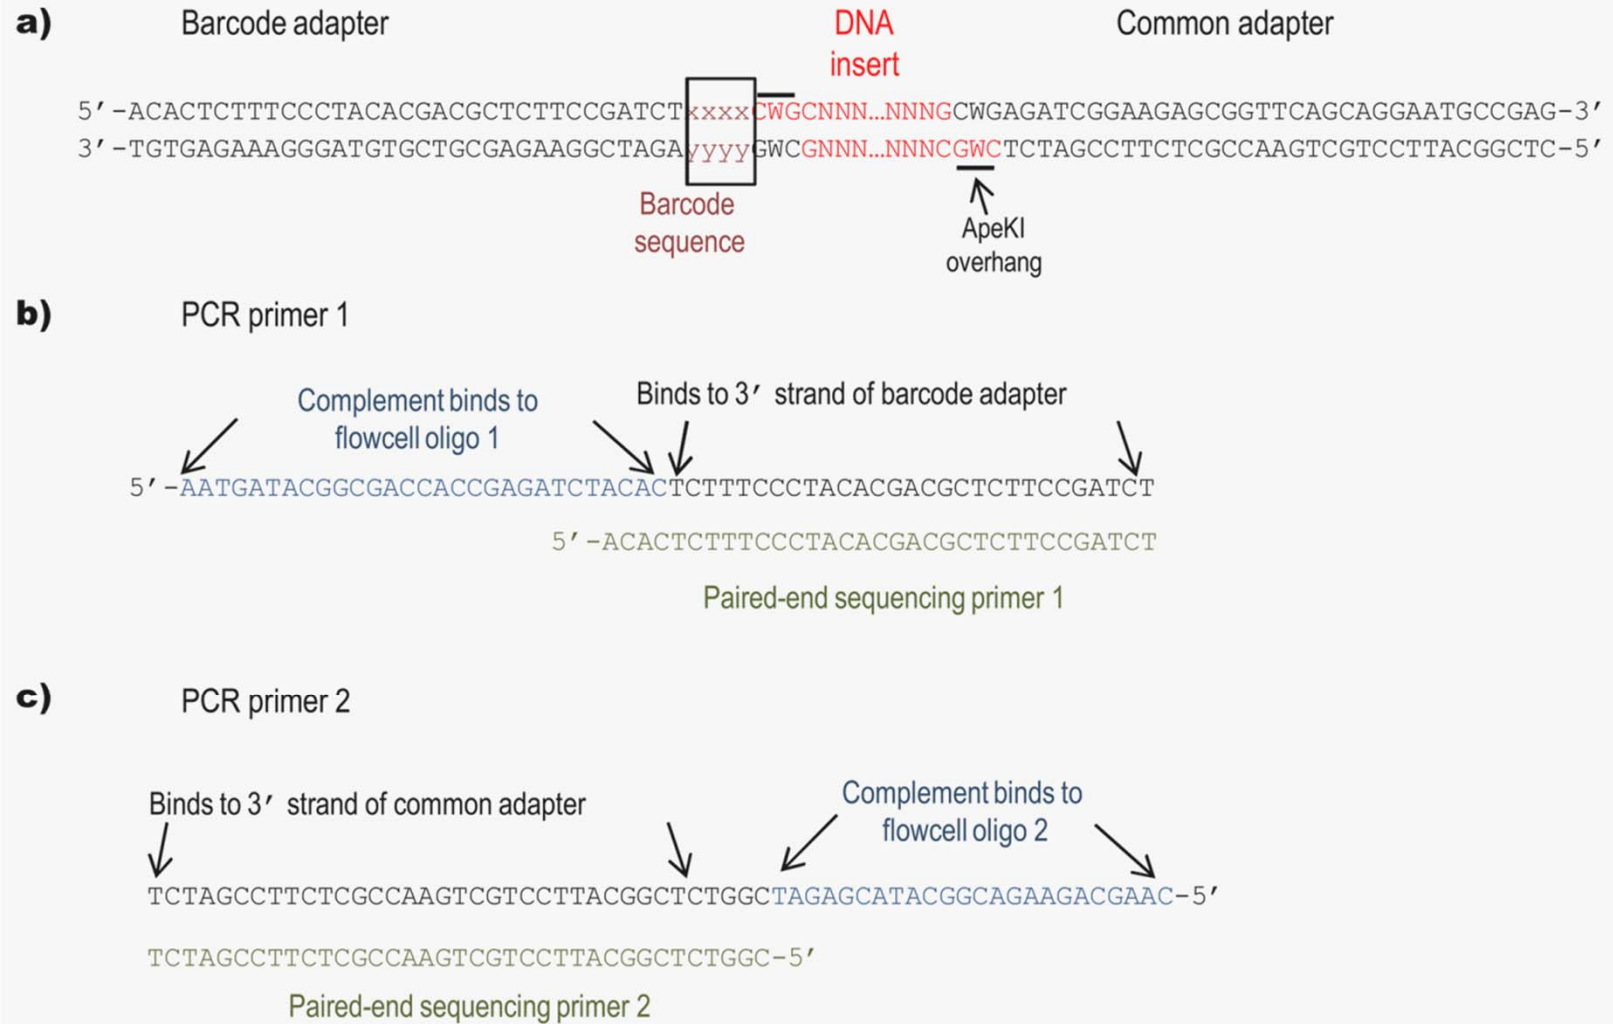 a)
Barcode adapter
DNA
insert
Common adapter
5′-ACACTCTTTCCCTACACGACGCTCTTCCGATCTxxxxCWGCNNN…NNNGCWGAGATCGGAAGAGCGGTTCAGCAGGAATGCCGAG-3′
3′-TGTGAGAAAGGGATGTGCTGCGAGAAGGCTAGAyyyyGWCGNNN…NNNCGWCTCTAGCCTTCTCGCCAAGTCGTCCTTACGGCTC-5′
Barcode
sequence
ApeKI
overhang
b)
PCR primer 1
Complement binds to
flowcell oligo 1
Binds to 3′ strand of barcode adapter
5′-AATGATACGGCGACCACCGAGATCTACACTCTTTCCCTACACGACGCTCTTCCGATCT
5′-ACACTCTTTCCCTACACGACGCTCTTCCGATCT
Paired-end sequencing primer 1
c)
PCR primer 2
Binds to 3′ strand of common adapter
Complement binds to
flowcell oligo 2
TCTAGCCTTCTCGCCAAGTCGTCCTTACGGCTCTGGCTAGAGCATACGGCAGAAGACGAAC-5′
TCTAGCCTTCTCGCCAAGTCGTCCTTACGGCTCTGGC-5′
Paired-end sequencing primer 2